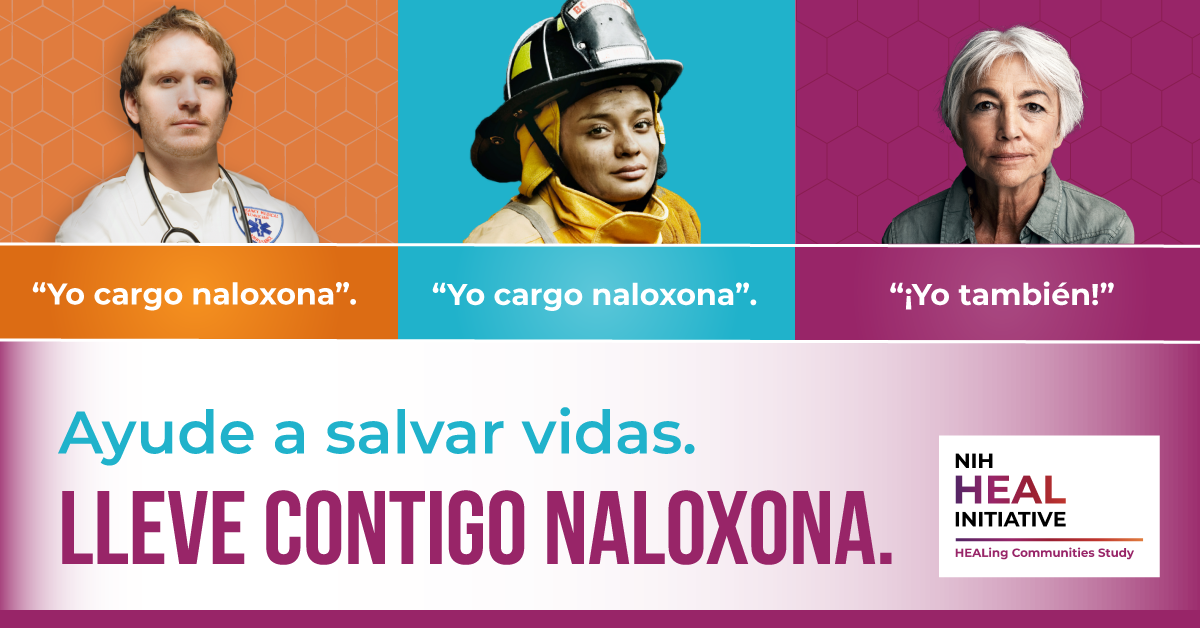 “Yo cargo naloxona”.
“Yo cargo naloxona”.
“¡Yo también!”
Ayude a salvar vidas.
LLEVE CONTIGO NALOXONA.
NIH
HEAL
INITIATIVE
HEALing Communities Study